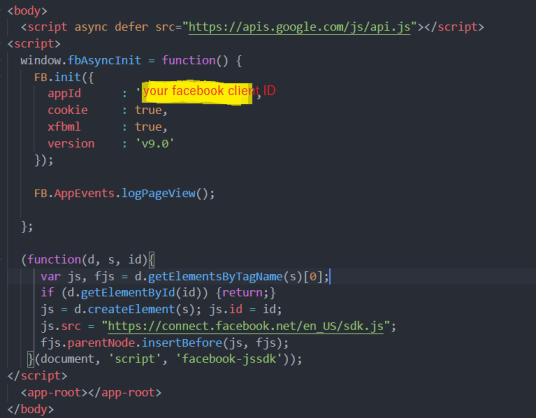 <body>
<script async defer src="https://apis.google.com/js/api.js"></script>
<script>
window.fbAsyncInit = function() {
FB.init({
appId : 'your facebook client ID',
cookie : true,
xfbml : true,
version : 'v9.0'
});
FB.AppEvents.logPageView();
};
(function(d, s, id){
var js, fjs = d.getElementsByTagName(s)[0];
if (d.getElementById(id)) {return;}
js = d.createElement(s); js.id = id;
js.src = "https://connect.facebook.net/en_US/sdk.js";
fjs.parentNode.insertBefore(js, fjs);
}(document, 'script', 'facebook-jssdk'));
</script>
<app-root></app-root>
</body>